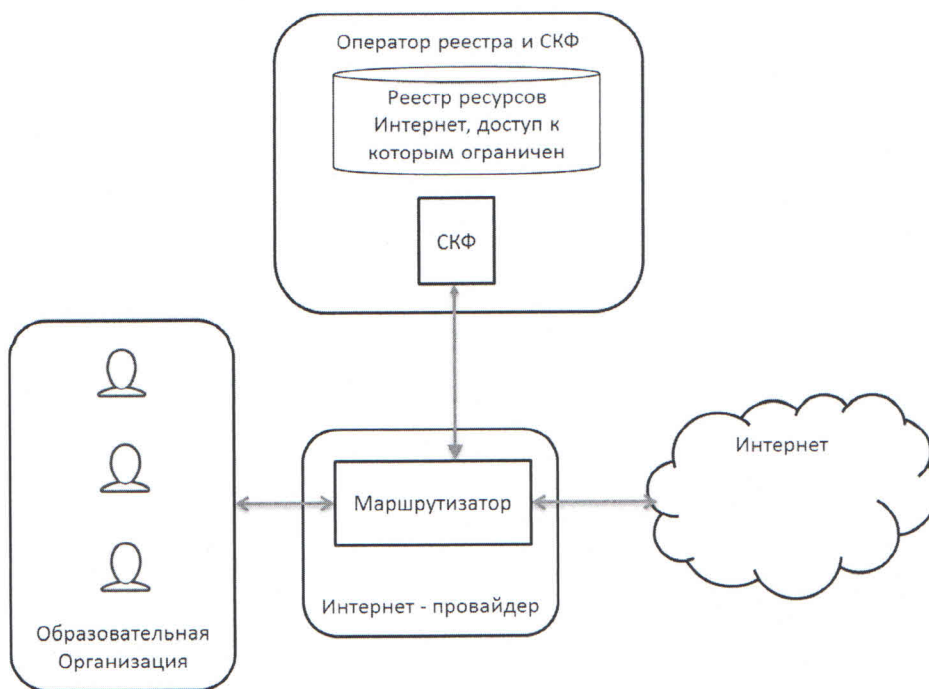 Оператор реестра и СКФ
Реестр ресурсов
Интернет, доступ к
которым ограничен
СКФ
Интернет
Маршрутизатор
Интернет - провайдер
Образовательная
Организация